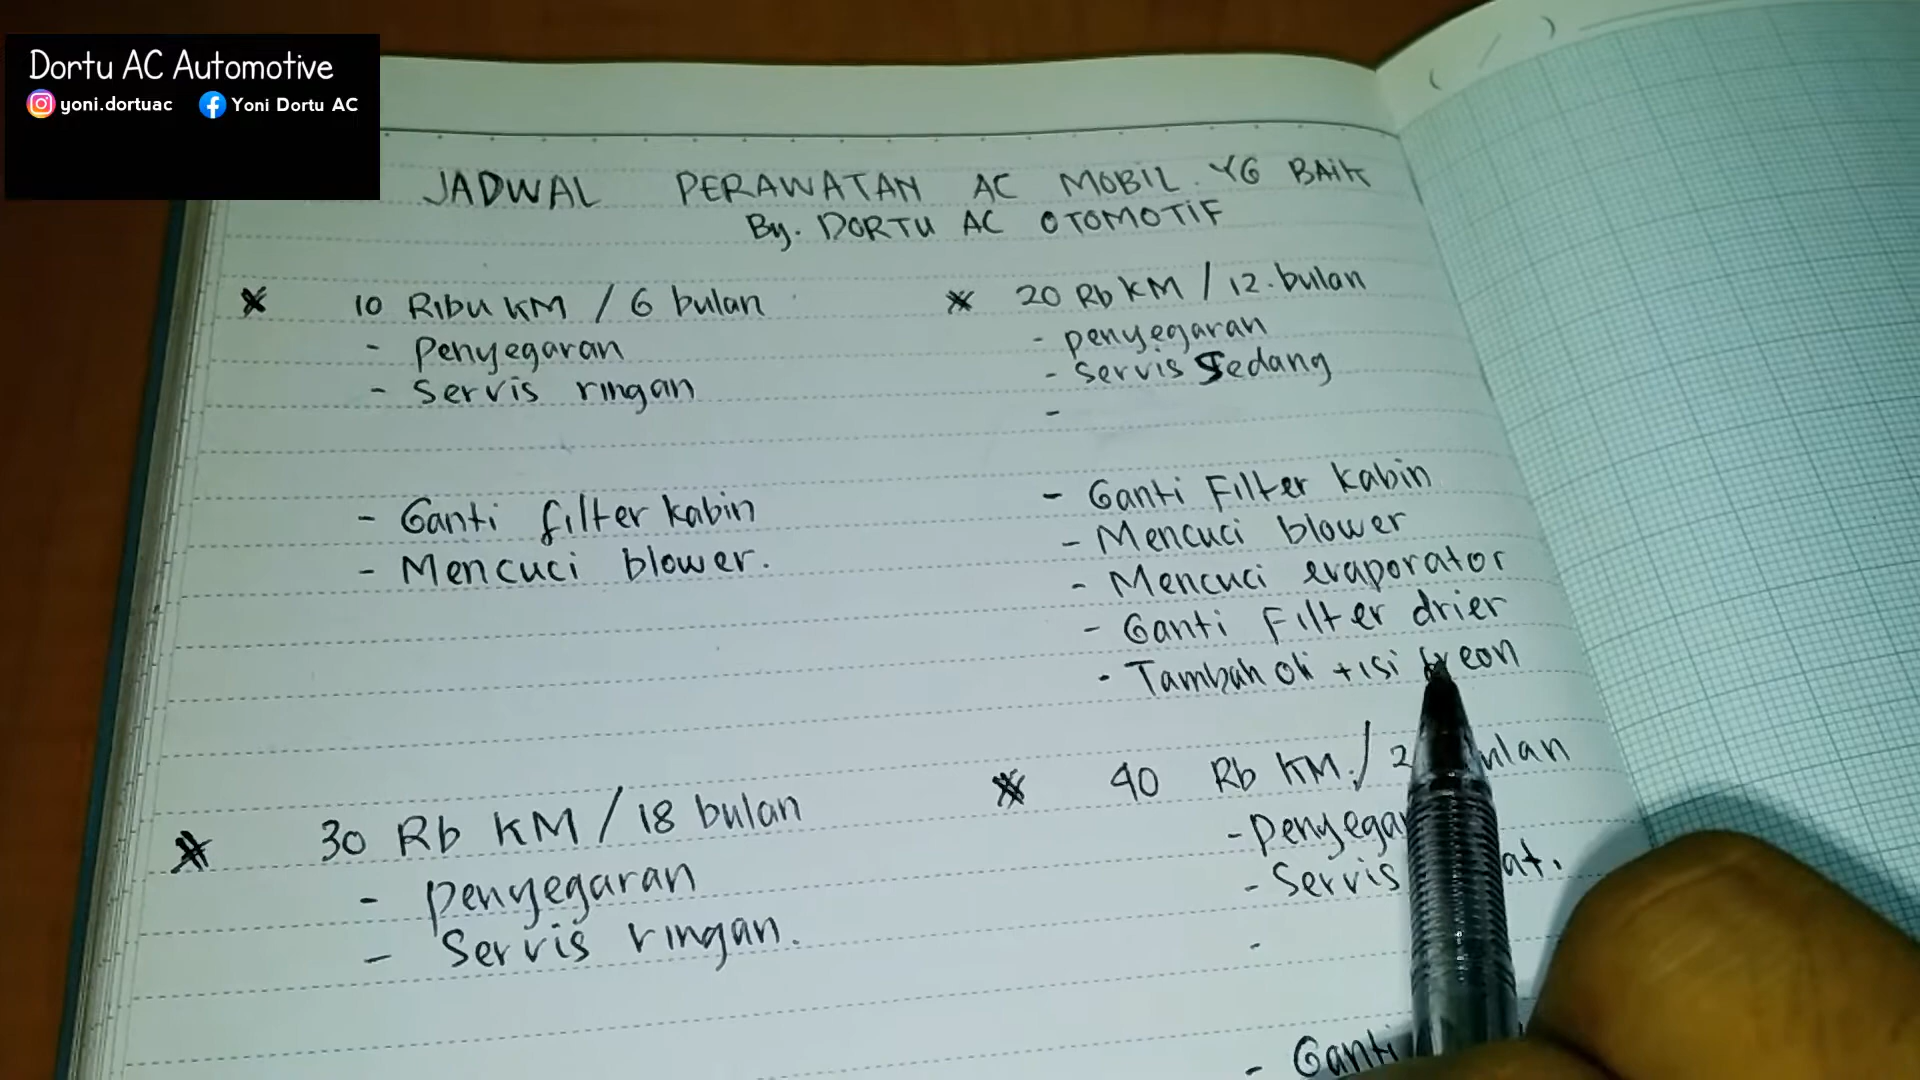 Dortu AC Automotive
yoni.dortuac Yoni Dortu AC
JADWAL PERAWATAN AC MOBIL YG BAIK
By. DORTU AC OTOMOTIF
10 Ribu KM / 6 bulan
- Penyegaran
- Servis ringan
- Ganti filter kabin
- Mencuci blower.
20 Rb KM / 12. bulan
- penyegaran
- Servis Sedang
-
- Ganti Filter kabin
- Mencuci blower
- Mencuci evaporator
- Ganti Filter drier
- Tambah Oli + isi freon
30 Rb KM / 18 bulan
- Penyegaran
- Servis ringan.
40 Rb KM. /
-
- Servis
-
- Ganti